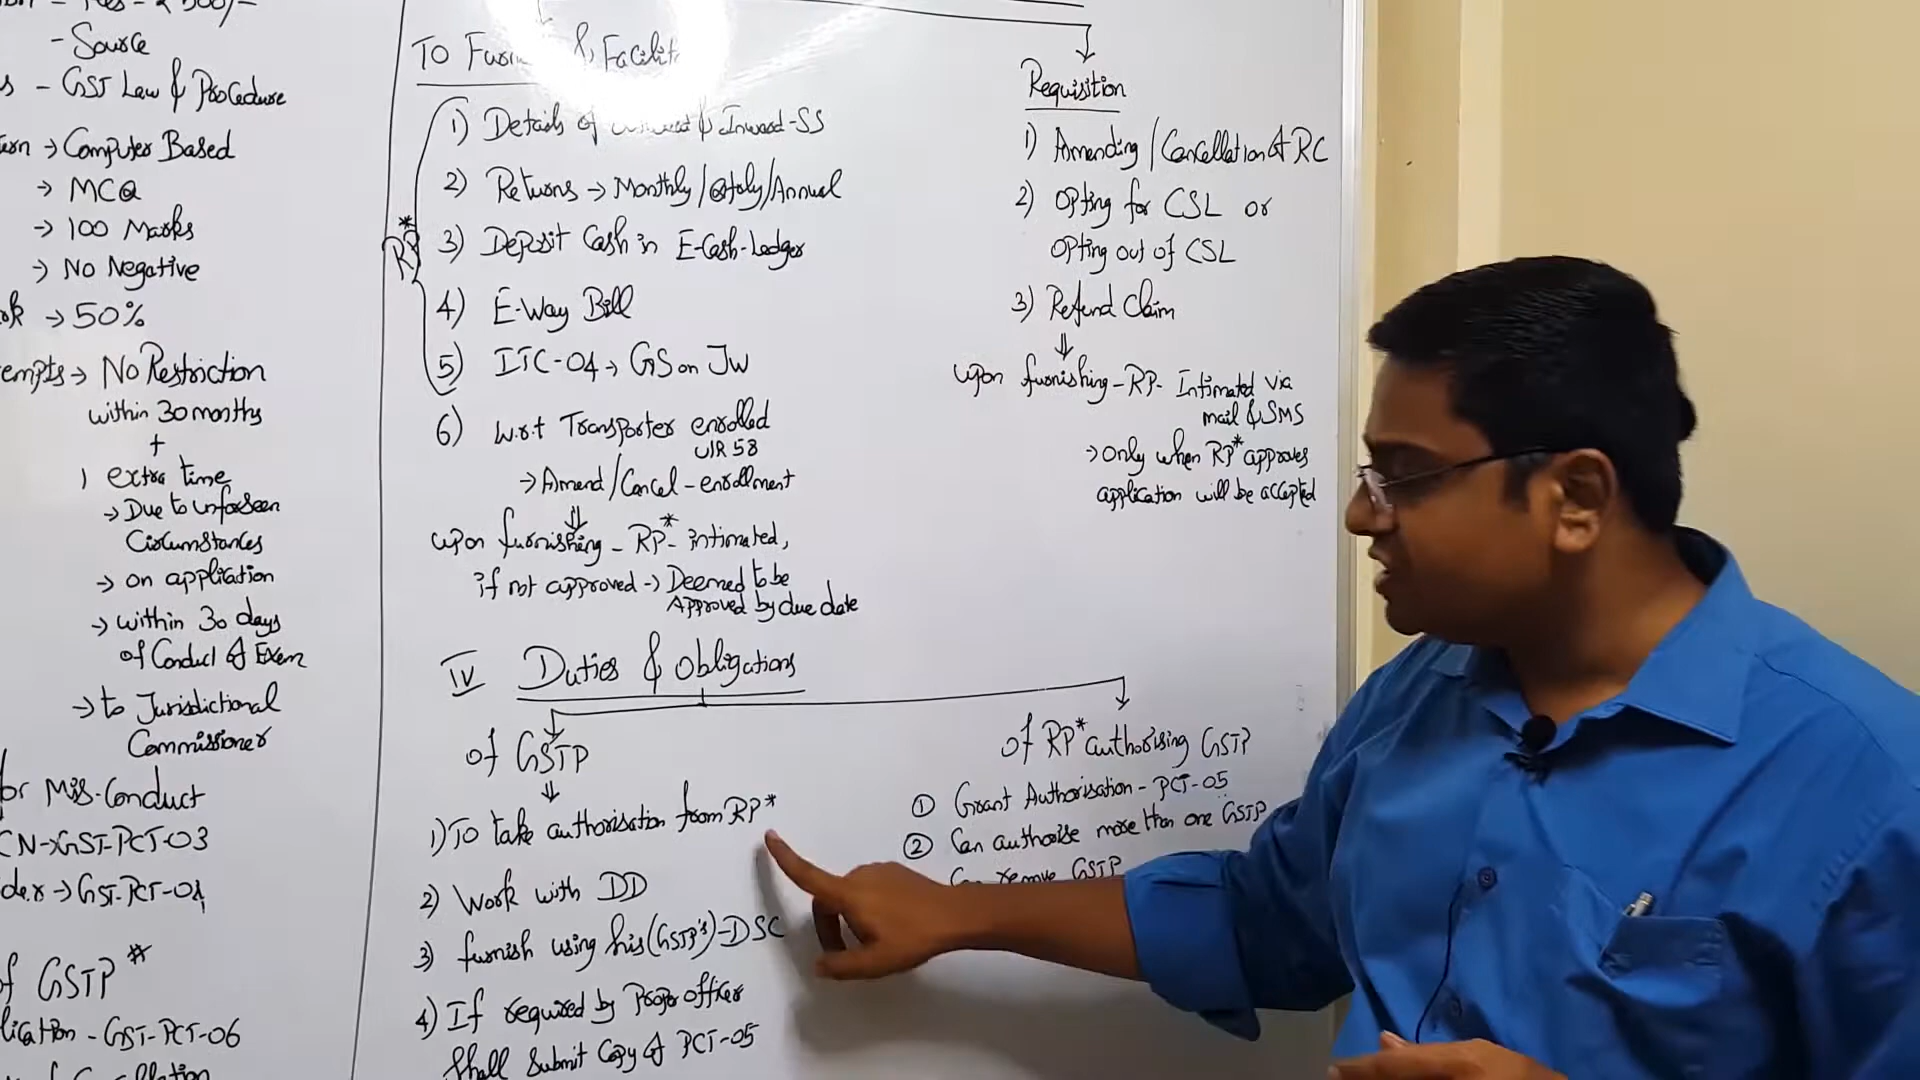 - Source
- GST Law & Procedure
→ Computer Based
→ MCQ
→ 100 Marks
→ No Negative
→ 50%
→ No Restriction
within 30 months
+
1 extra time
→ Due to unforseen
Circumstances
→ on application
→ within 30 days
of Conduct of Exam
→ to Jurisdictional
Commissioner
for Mis-Conduct
CN → GST-PCT-03
→ GST-PCT-04
of GSTP #
- GST-PCT-06
To
RP*
1) Details of & Inward-SS
2) Returns → Monthly/Qtrly/Annual
3) Deposit Cash in E-Cash-Ledger
4) E-Way Bill
5) ITC-04 → GS on JW
6) w.r.t Transporter enrolled
U/R 58
→ Amend/Cancel - enrollment
⇓
upon furnishing - RP* - intimated,
if not approved → Deemed to be
Approved by due date
Requisition
1) Amending/Cancellation of RC
2) Opting for CSL or
Opting out of CSL
3) Refund Claim
⇓
upon furnishing - RP - Intimated via
mail & SMS
→ Only when RP* approves
application will be accepted
IV Duties & Obligations
of GSTP
⇓
1) To take authorisation from RP*
2) Work with DD
3) furnish using his (GSTP's) - DSC
4) If required by Proper officer
Shall Submit Copy of PCT-05
of RP* authorising GSTP
① Grant Authorisation - PCT-05
② Can authorise more than one GSTP
Can remove GSTP